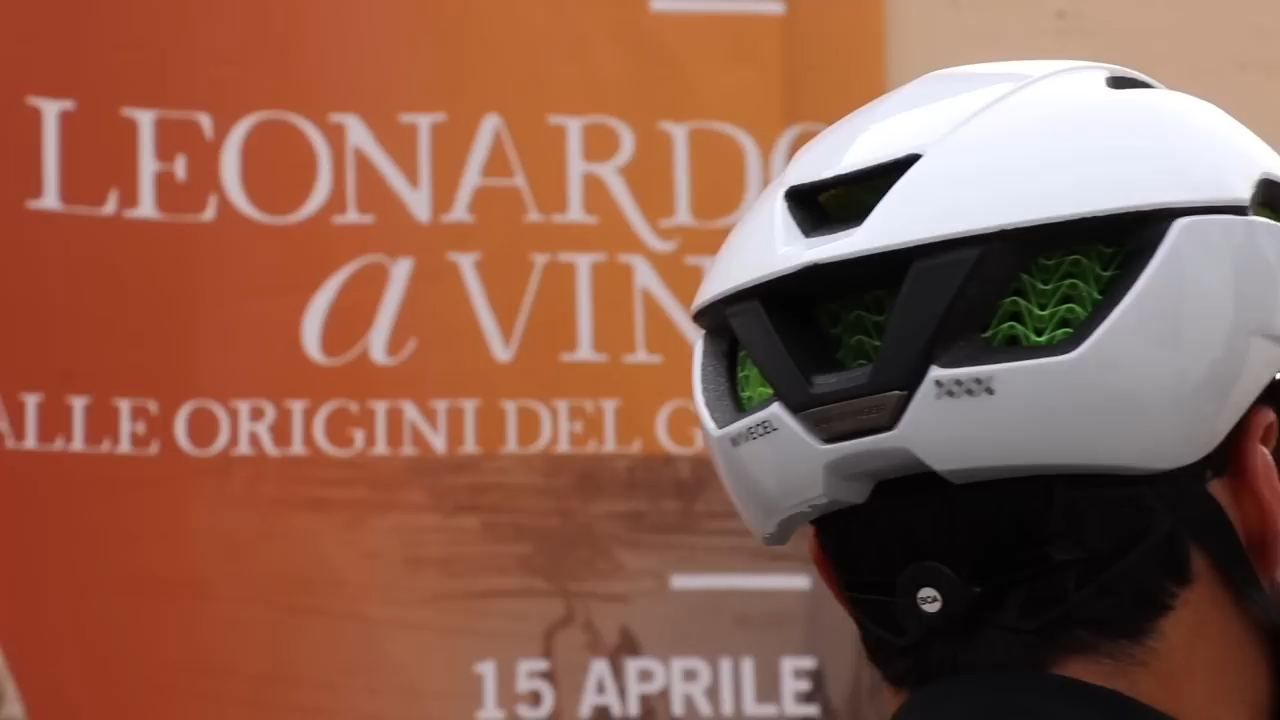 LEONARDO
a VIN
ALLE ORIGINI DEL G
15 APRILE
WAVECEL
XXX
BOA